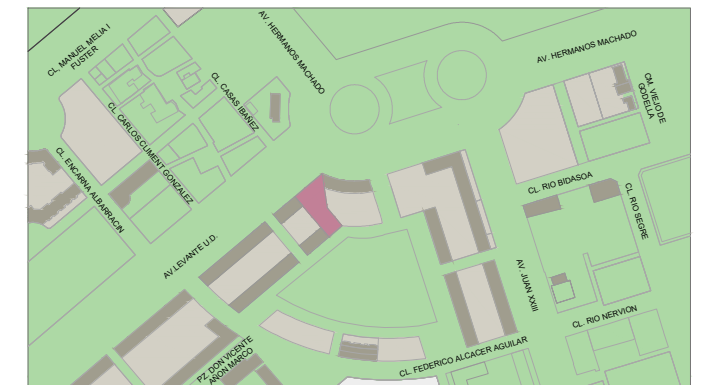 CL, MANUEL MELIA I
FUSTER
AV. HERMANOS MACHADO
AV. HERMANOS MACHADO
CL. CASAS IBAÑEZ
CM. VIEJO DE
GODELLA
CL. CARLOS CLIMENT GONZALEZ
CL. ENCARNA ALBARRACIN
CL. RIO BIDASOA
CL. RIO SEGRE
AV.LEVANTE U.D.
AV. JUAN XXIII
CL. RIO NERVION
PZ. DON VICENTE
AÑON MARCO
CL. FEDERICO ALCACER AGUILAR